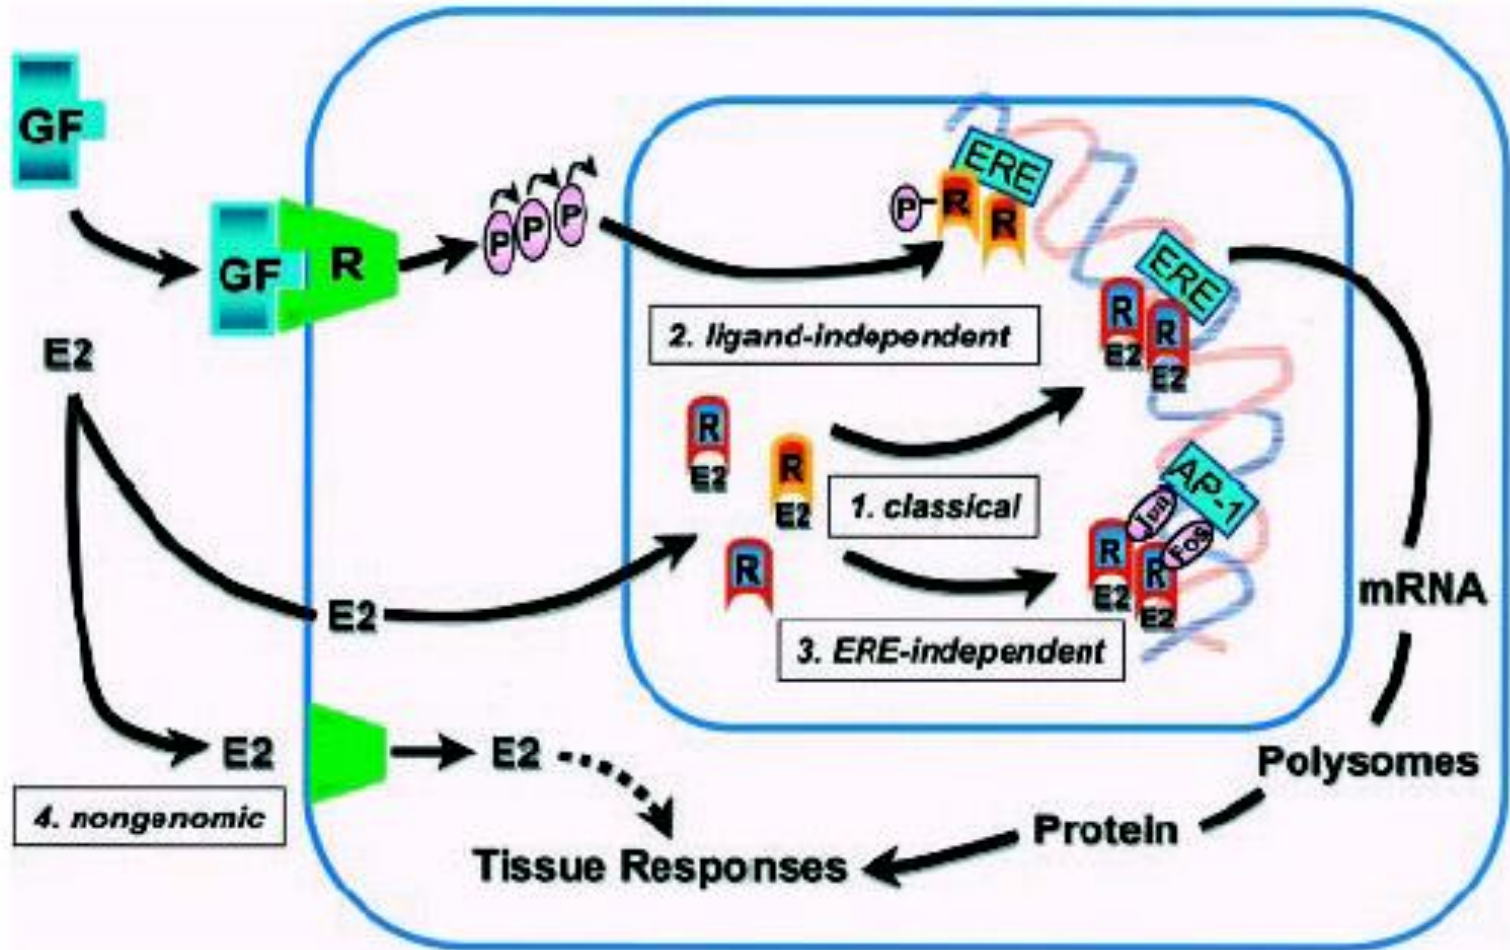 GF
ERE
P
R
R
P
P
P
GF
R
ERE
2. ligand-independent
R
R
E2
E2
E2
R
E2
R
E2
R
1. classical
AP-1
Jun
Fos
R
R
E2
E2
E2
mRNA
3. ERE-independent
E2
E2
Polysomes
4. nongenomic
Protein
Tissue Responses